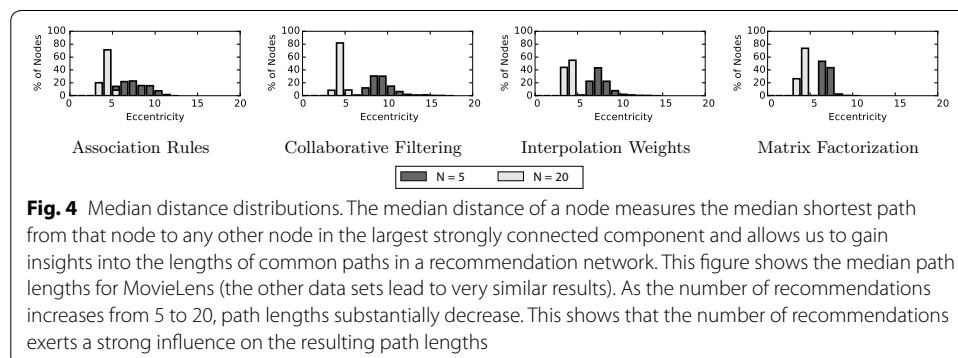 100
80
60
40
20
0
% of Nodes
0 5 10 15 20
Eccentricity
Association Rules
100
80
60
40
20
0
% of Nodes
0 5 10 15 20
Eccentricity
Collaborative Filtering
100
80
60
40
20
0
% of Nodes
0 5 10 15 20
Eccentricity
Interpolation Weights
100
80
60
40
20
0
% of Nodes
0 5 10 15 20
Eccentricity
Matrix Factorization
N = 5 N = 20
Fig. 4 Median distance distributions. The median distance of a node measures the median shortest path
from that node to any other node in the largest strongly connected component and allows us to gain
insights into the lengths of common paths in a recommendation network. This figure shows the median path
lengths for MovieLens (the other data sets lead to very similar results). As the number of recommendations
increases from 5 to 20, path lengths substantially decrease. This shows that the number of recommendations
exerts a strong influence on the resulting path lengths